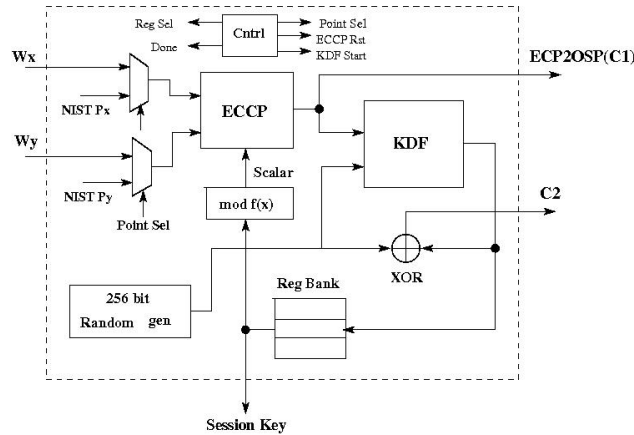 Reg Sel
Cntrl
Point Sel
Done
ECCP Rst
KDF Start
Wx
ECP2OSP(C1)
NIST Px
ECCP
KDF
Wy
Scalar
NIST Py
mod f(x)
C2
Point Sel
XOR
Reg Bank
256 bit
Random gen
Session Key